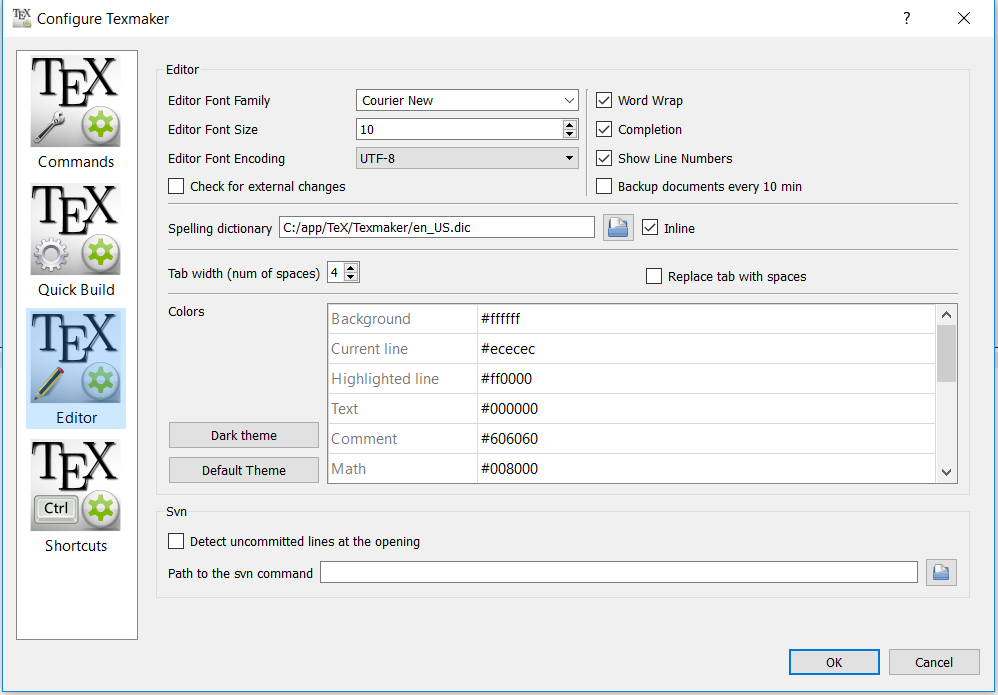 TEX Configure Texmaker ?
TEX
Commands
TEX
Quick Build
TEX
Editor
TEX
Ctrl
Shortcuts
Editor
Editor Font Family Courier New Word Wrap
Editor Font Size 10 Completion
Editor Font Encoding UTF-8 Show Line Numbers
Check for external changes Backup documents every 10 min
Spelling dictionary C:/app/TeX/Texmaker/en_US.dic Inline
Tab width (num of spaces) 4 Replace tab with spaces
Colors
Background #ffffff
Current line #ececec
Highlighted line #ff0000
Text #000000
Comment #606060
Math #008000
Dark theme
Default Theme
Svn
Detect uncommitted lines at the opening
Path to the svn command
OK Cancel